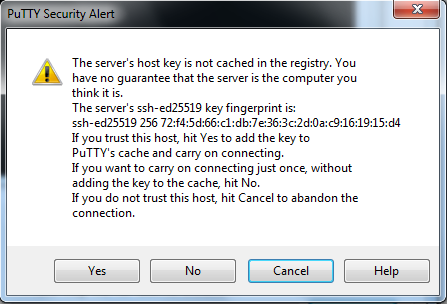 PuTTY Security Alert
The server's host key is not cached in the registry. You
have no guarantee that the server is the computer you
think it is.
The server's ssh-ed25519 key fingerprint is:
ssh-ed25519 256 72:f4:5d:66:c1:db:7e:36:3c:2d:0a:c9:16:19:15:d4
If you trust this host, hit Yes to add the key to
PuTTY's cache and carry on connecting.
If you want to carry on connecting just once, without
adding the key to the cache, hit No.
If you do not trust this host, hit Cancel to abandon the
connection.
Yes No Cancel Help